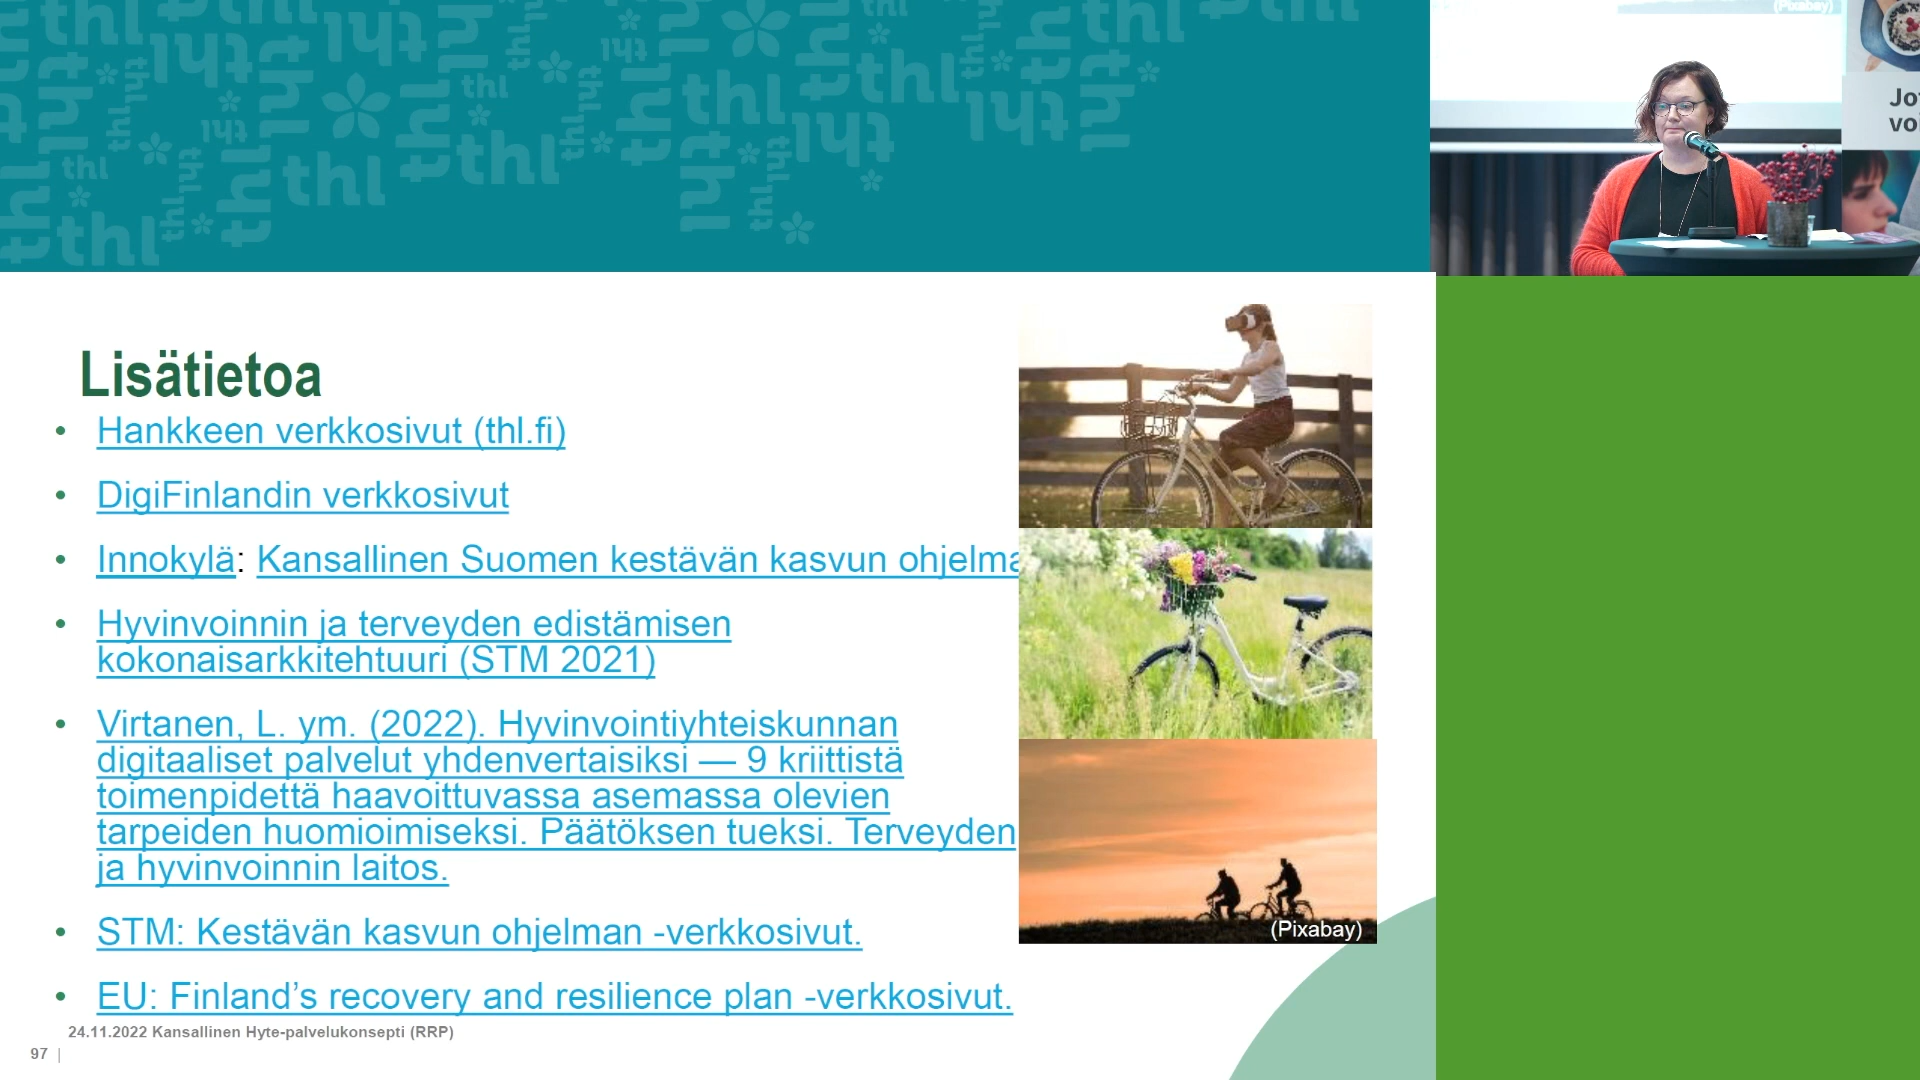 (Pixabay)
thl
Lisätietoa
• Hankkeen verkkosivut (thl.fi)
• DigiFinlandin verkkosivut
• Innokylä: Kansallinen Suomen kestävän kasvun ohjelma
• Hyvinvoinnin ja terveyden edistämisen
kokonaisarkkitehtuuri (STM 2021)
• Virtanen, L. ym. (2022). Hyvinvointiyhteiskunnan
digitaaliset palvelut yhdenvertaisiksi — 9 kriittistä
toimenpidettä haavoittuvassa asemassa olevien
tarpeiden huomioimiseksi. Päätöksen tueksi. Terveyden
ja hyvinvoinnin laitos.
• STM: Kestävän kasvun ohjelman -verkkosivut.
• EU: Finland’s recovery and resilience plan -verkkosivut.
(Pixabay)
24.11.2022 Kansallinen Hyte-palvelukonsepti (RRP)
97 |